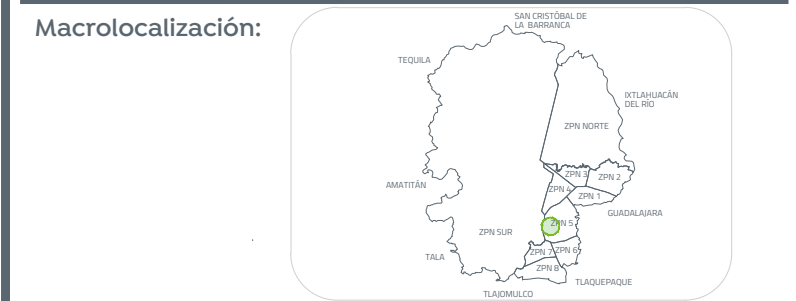 Macrolocalización:
SAN CRISTÓBAL DE
LA BARRANCA
TEQUILA
IXTLAHUACÁN
DEL RÍO
ZPN NORTE
ZPN 3
ZPN 2
AMATITÁN
ZPN 4
ZPN 1
GUADALAJARA
ZPN 5
ZPN SUR
ZPN 7
ZPN 6
TALA
ZPN 8
TLAQUEPAQUE
TLAJOMULCO